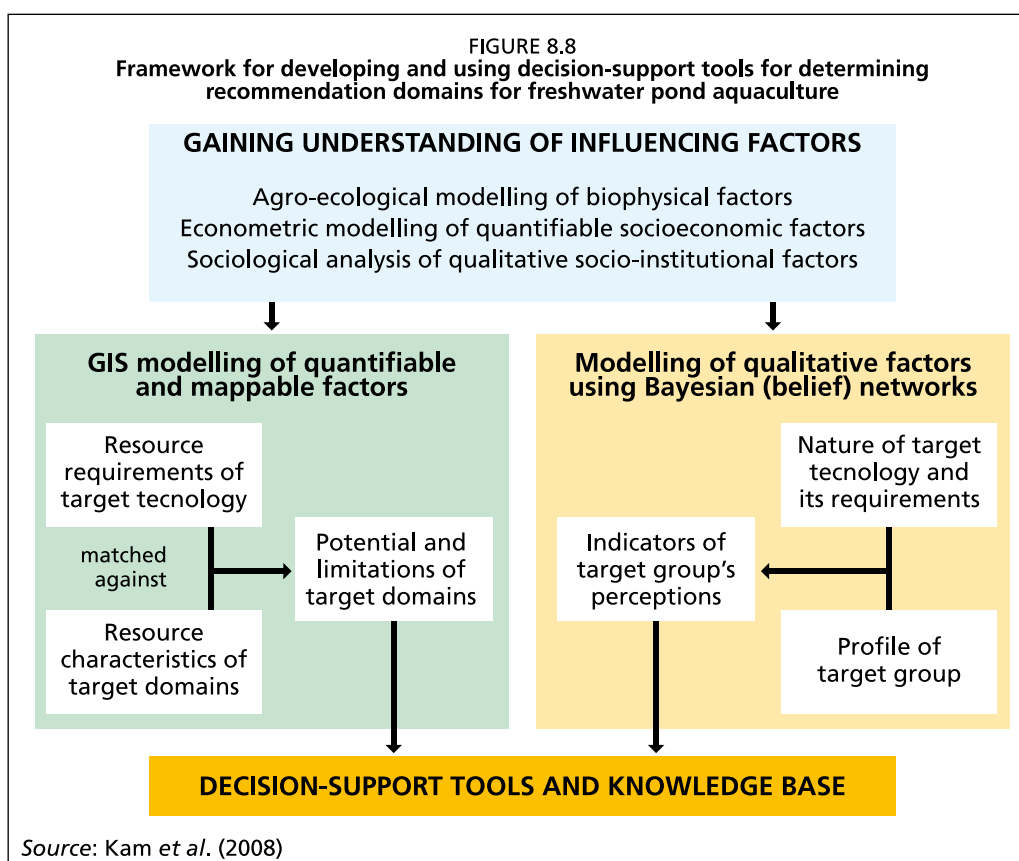 FIGURE 8.8
Framework for developing and using decision-support tools for determining
recommendation domains for freshwater pond aquaculture
GAINING UNDERSTANDING OF INFLUENCING FACTORS
Agro-ecological modelling of biophysical factors
Econometric modelling of quantifiable socioeconomic factors
Sociological analysis of qualitative socio-institutional factors
GIS modelling of quantifiable
and mappable factors
Resource
requirements of
target tecnology
matched
against
Resource
characteristics of
target domains
Potential and
limitations of
target domains
Modelling of qualitative factors
using Bayesian (belief) networks
Nature of target
tecnology and
its requirements
Indicators of
target group's
perceptions
Profile of
target group
DECISION-SUPPORT TOOLS AND KNOWLEDGE BASE
Source: Kam et al. (2008)